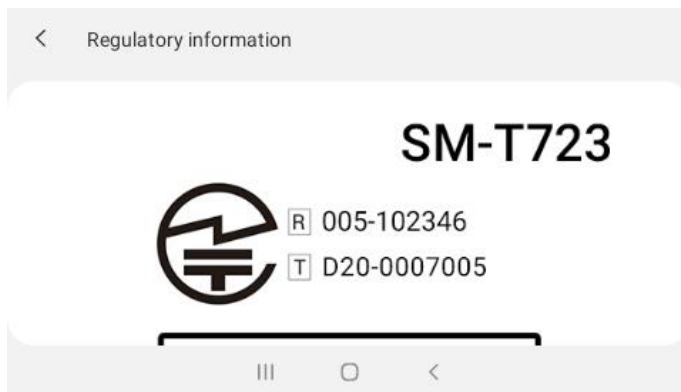 Regulatory information
SM-T723
R 005-102346
T D20-0007005